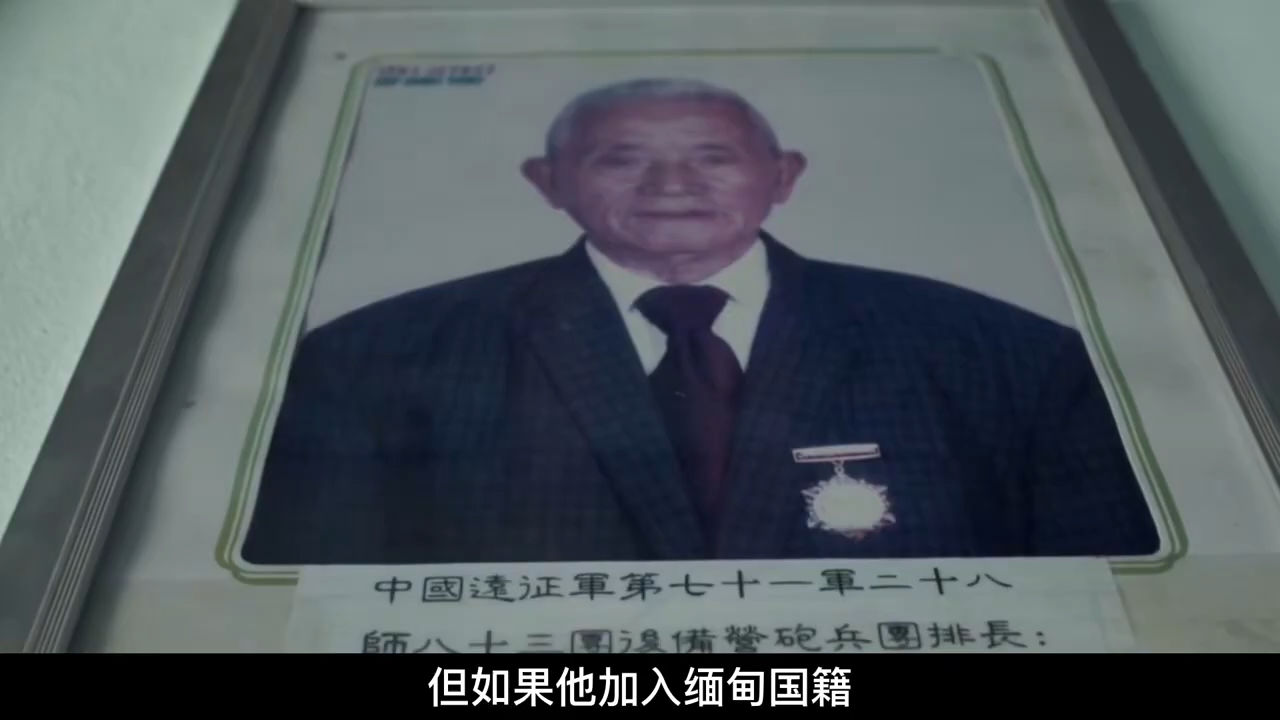 中國遠征軍第七十一軍二十八
師八十三團後備營砲兵團排長:
但如果他加入缅甸国籍